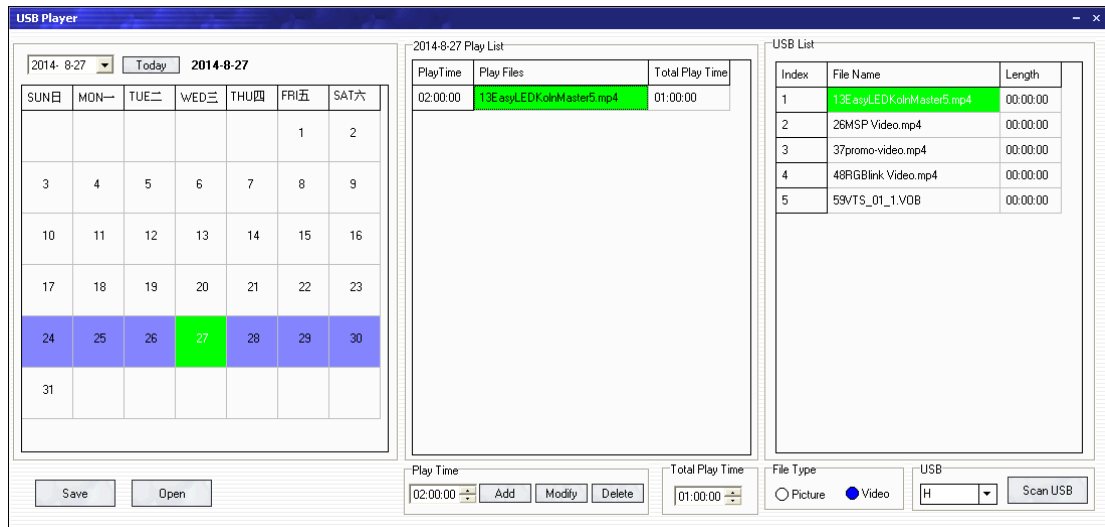 USB Player
2014- 8-27 Today 2014-8-27
SUN日 MON一 TUE二 WED三 THU四 FRI五 SAT六
1 2
3 4 5 6 7 8 9
10 11 12 13 14 15 16
17 18 19 20 21 22 23
24 25 26 27 28 29 30
31
Save Open
2014-8-27 Play List
PlayTime Play Files Total Play Time
02:00:00 13EasyLEDKolnMaster5.mp4 01:00:00
Play Time
02:00:00 Add Modify Delete
Total Play Time
01:00:00
USB List
Index File Name Length
1 13EasyLEDKolnMaster5.mp4 00:00:00
2 26MSP Video.mp4 00:00:00
3 37promo-video.mp4 00:00:00
4 48RGBlink Video.mp4 00:00:00
5 59VTS_01_1.VOB 00:00:00
File Type
Picture Video
USB
H Scan USB